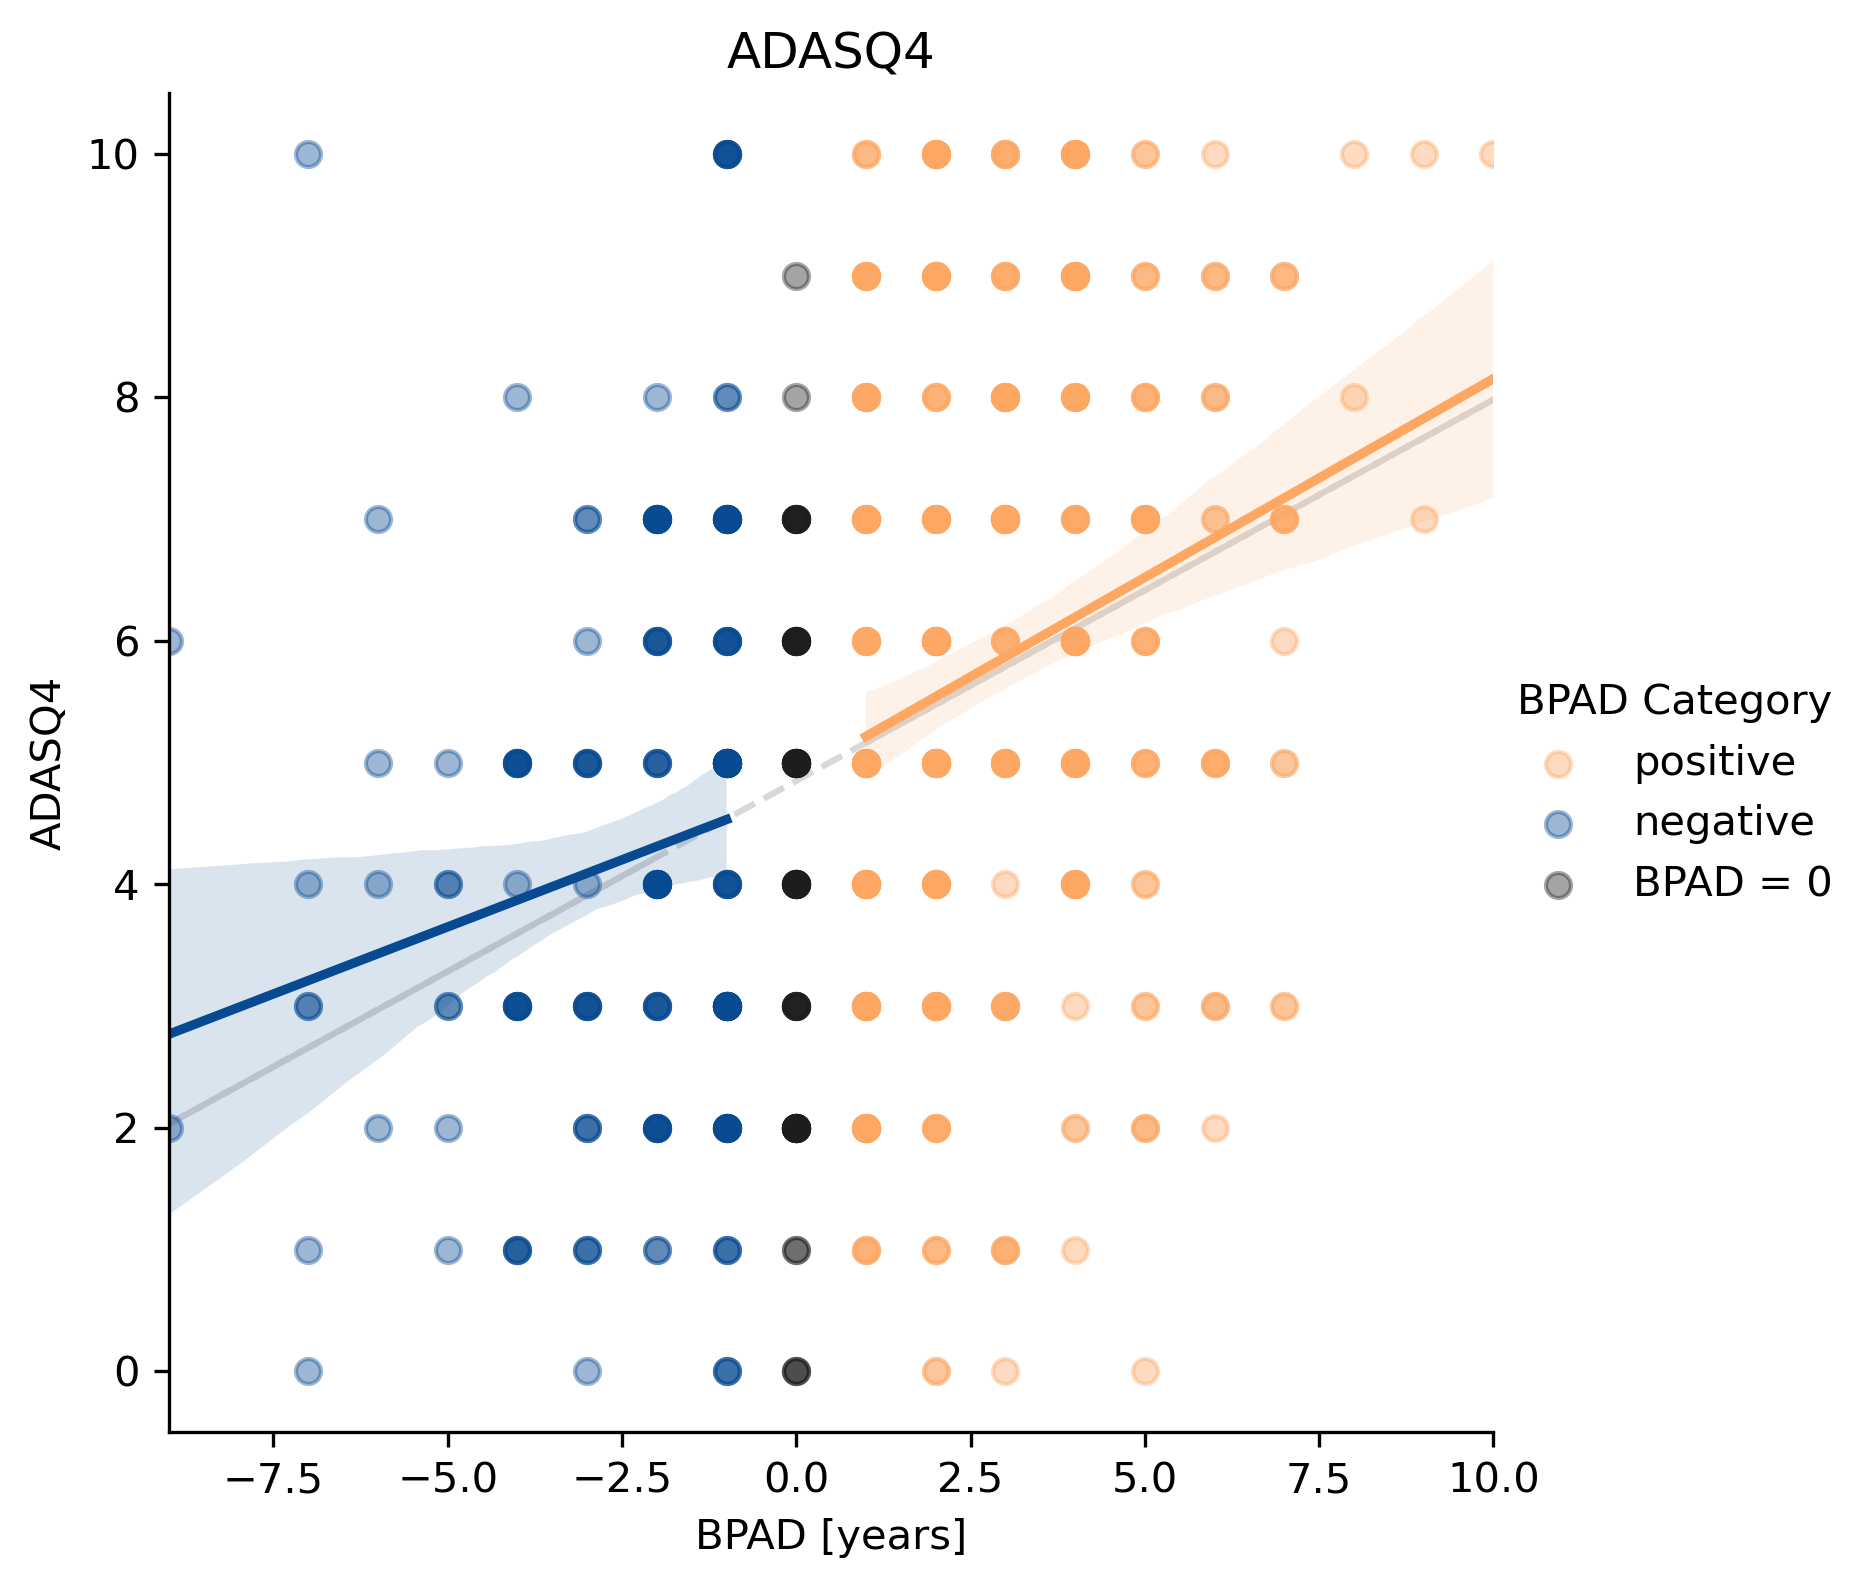 ADASQ4
10
8
6
4
2
0
ADASQ4
−7.5 −5.0 −2.5 0.0 2.5 5.0 7.5 10.0
BPAD [years]
BPAD Category
positive
negative
BPAD = 0